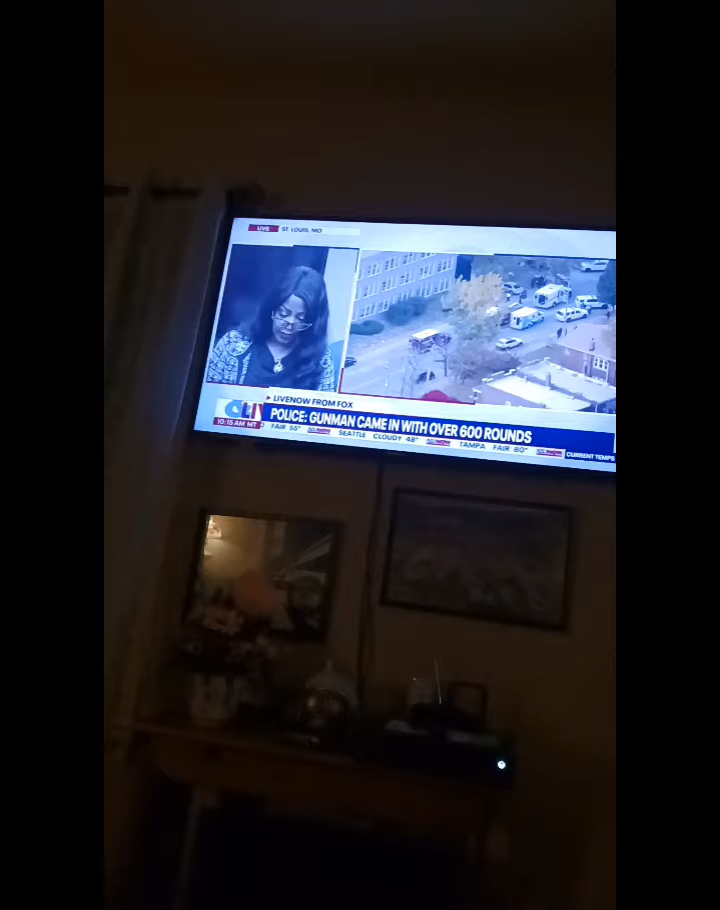 LIVE ST. LOUIS, MO
LIVENOW FROM FOX
POLICE: GUNMAN CAME IN WITH OVER 600 ROUNDS
10:15 AM MT FAIR 55° SEATTLE CLOUDY 48° TAMPA FAIR 80° CURRENT TEMPS